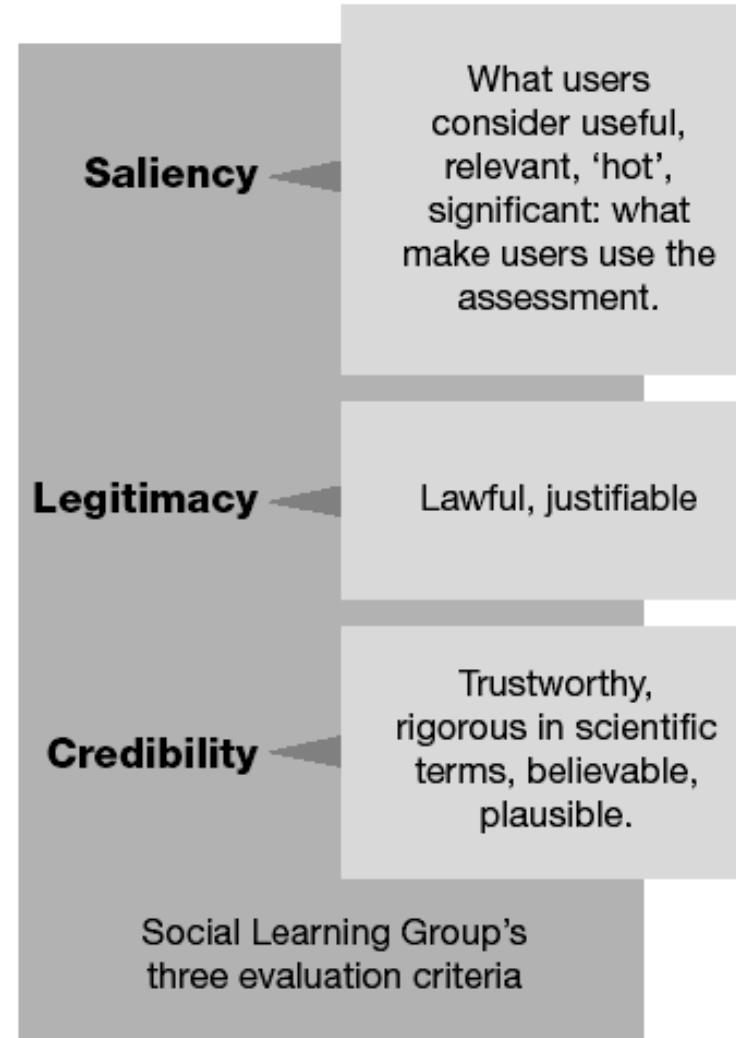 Saliency
What users
consider useful,
relevant, ‘hot’,
significant: what
make users use the
assessment.
Legitimacy
Lawful, justifiable
Credibility
Trustworthy,
rigorous in scientific
terms, believable,
plausible.
Social Learning Group’s
three evaluation criteria